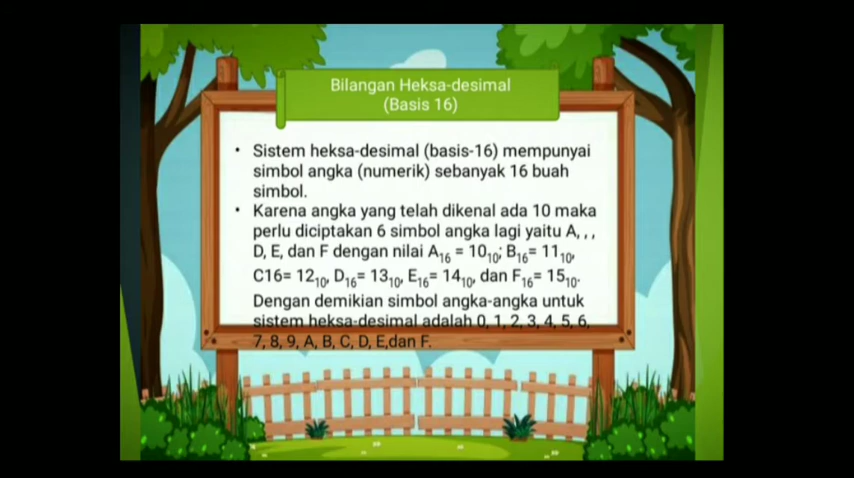 Bilangan Heksa-desimal
(Basis 16)
• Sistem heksa-desimal (basis-16) mempunyai
simbol angka (numerik) sebanyak 16 buah
simbol.
• Karena angka yang telah dikenal ada 10 maka
perlu diciptakan 6 simbol angka lagi yaitu A, , ,
D, E, dan F dengan nilai A₁₆ = 10₁₀; B₁₆= 11₁₀,
C16= 12₁₀, D₁₆= 13₁₀, E₁₆= 14₁₀, dan F₁₆= 15₁₀.
Dengan demikian simbol angka-angka untuk
sistem heksa-desimal adalah 0, 1, 2, 3, 4, 5, 6,
7, 8, 9, A, B, C, D, E,dan F.